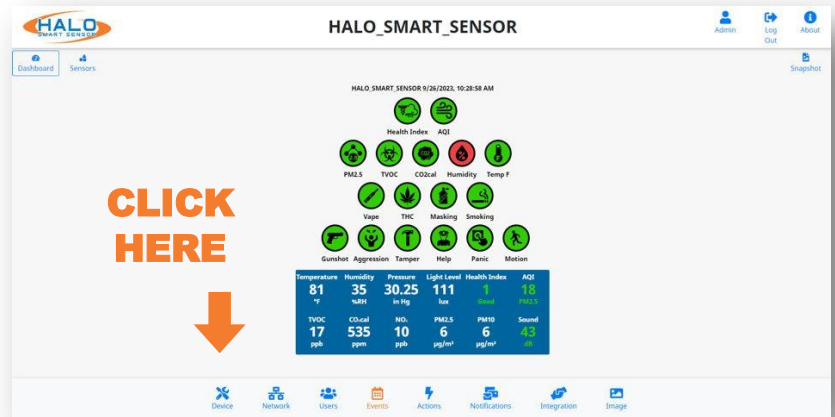 HALO
SMART SENSOR
HALO_SMART_SENSOR
Admin
Log
Out
About
Dashboard
Sensors
Snapshot
HALO_SMART_SENSOR 9/26/2023, 10:28:58 AM
Health Index AQI
CO2
PM2.5 TVOC CO2cal Humidity Temp F
Vape THC Masking Smoking
Gunshot Aggression Tamper Help Panic Motion
CLICK
HERE
Temperature Humidity Pressure Light Level Health Index AQI
81 35 30.25 111 1 18
°F %RH in Hg lux Good PM2.5
TVOC CO₂cal NO₂ PM2.5 PM10 Sound
17 535 10 6 6 43
ppb ppm ppb µg/m³ µg/m³ dB
Device Network Users Events Actions Notifications Integration Image